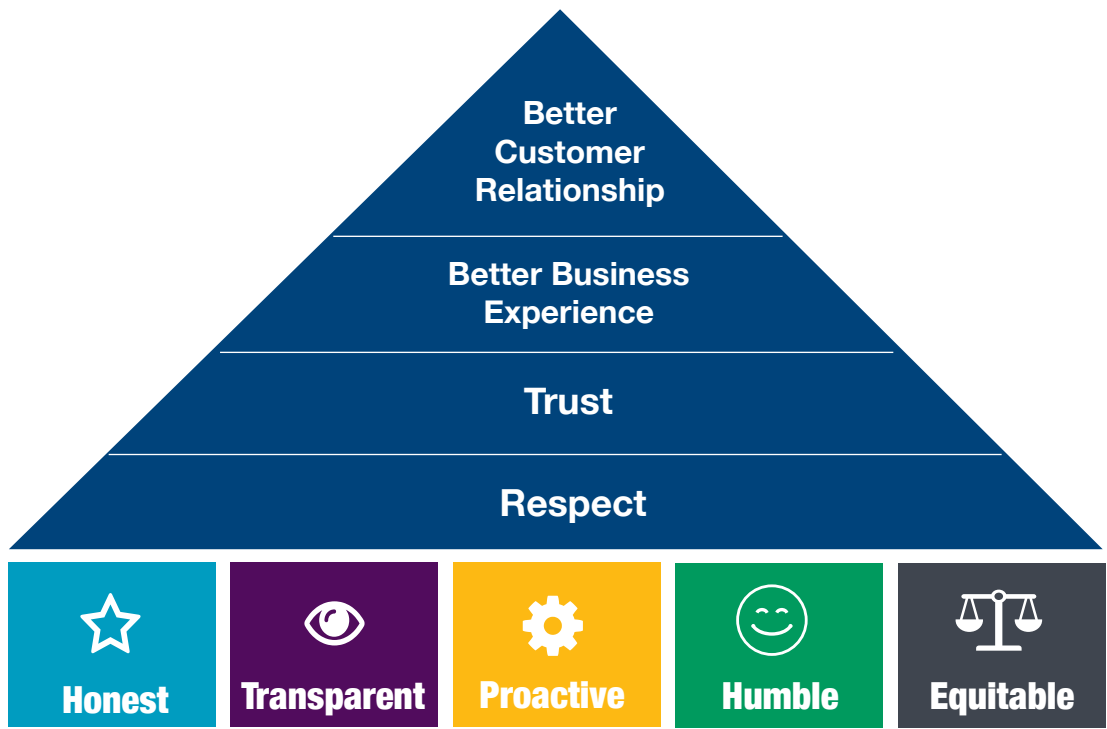 Better
Customer
Relationship
Better Business
Experience
Trust
Respect
Honest
Transparent
Proactive
Humble
Equitable